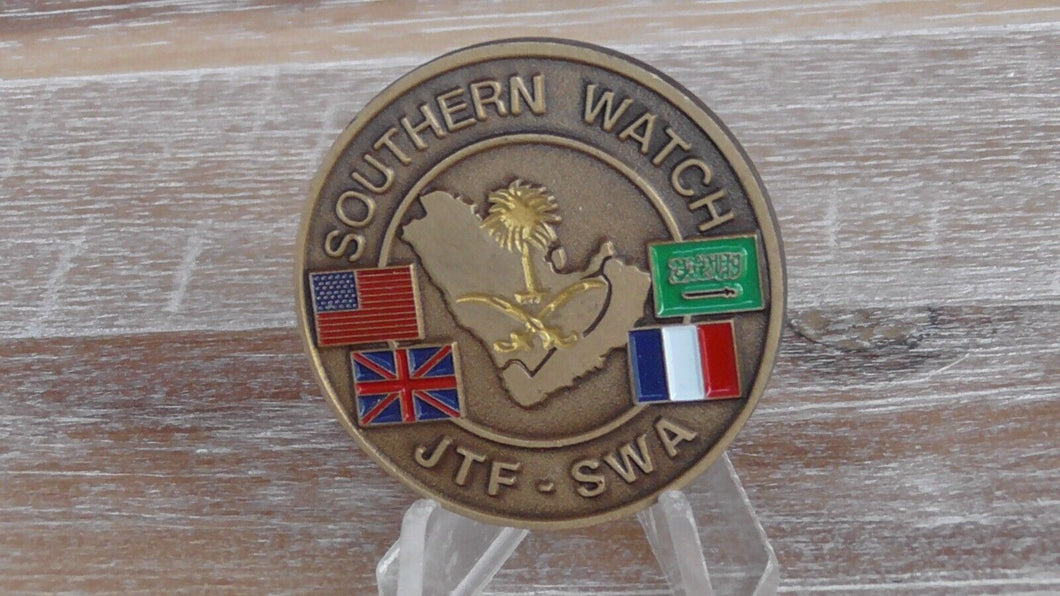 SOUTHERN WATCH
JTF - SWA